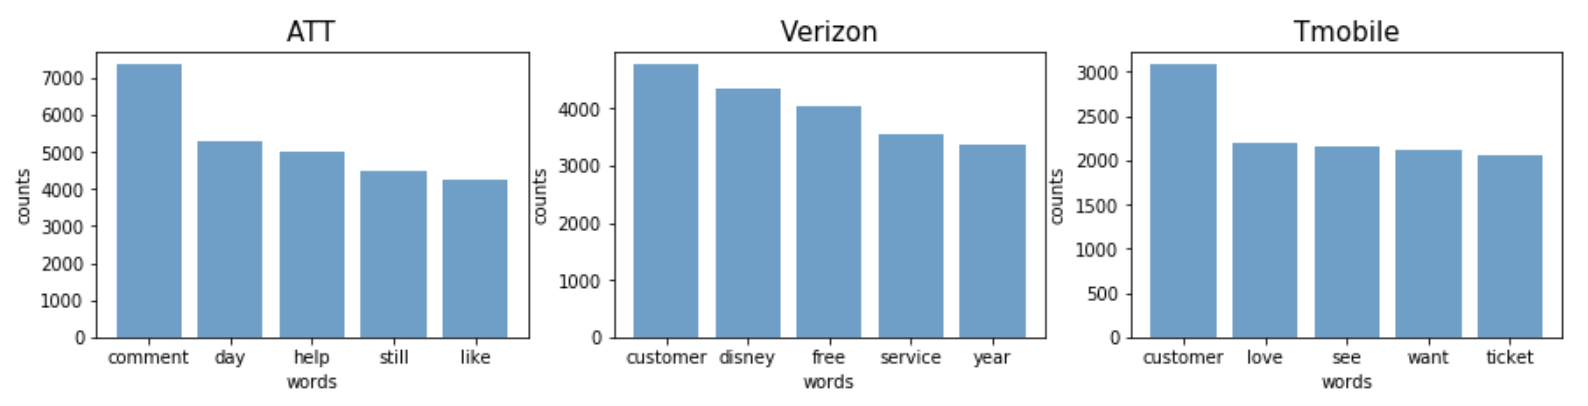 ATT
7000
6000
5000
4000
3000
2000
1000
0
counts
comment day help still like
words
Verizon
4000
3000
2000
1000
0
counts
customer disney free service year
words
Tmobile
3000
2500
2000
1500
1000
500
0
counts
customer love see want ticket
words